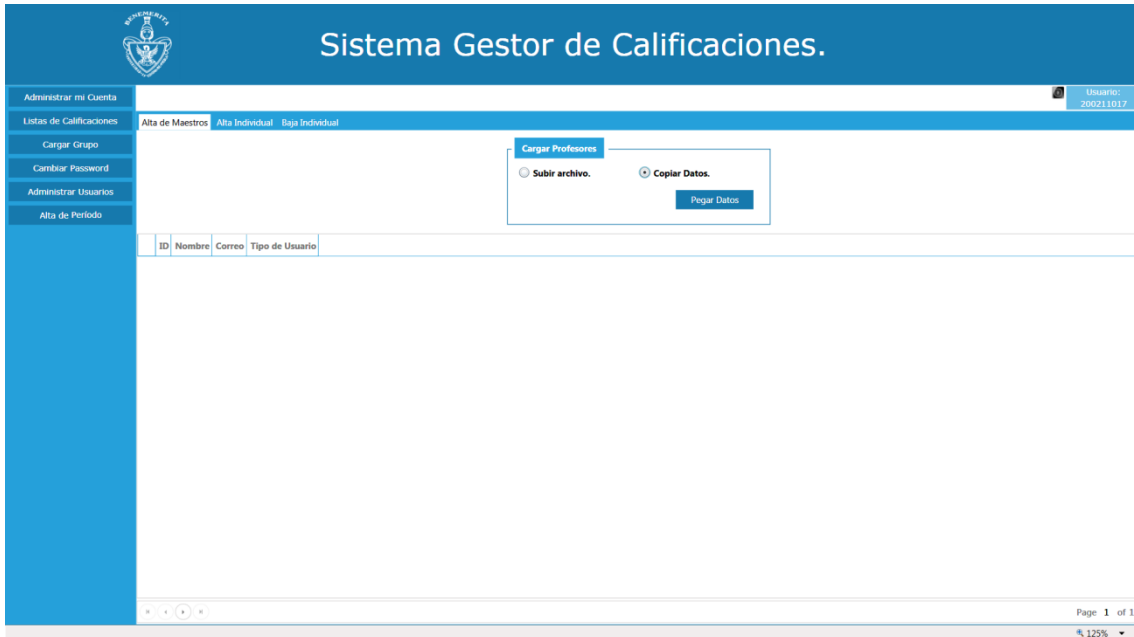 BENEMERITA
Sistema Gestor de Calificaciones.
Administrar mi Cuenta
Usuario:
200211017
Listas de Calificaciones
Alta de Maestros Alta Individual Baja Individual
Cargar Grupo
Cargar Profesores
Cambiar Password
Subir archivo. Copiar Datos.
Administrar Usuarios
Pegar Datos
Alta de Período
ID Nombre Correo Tipo de Usuario
Page 1 of 1
125%